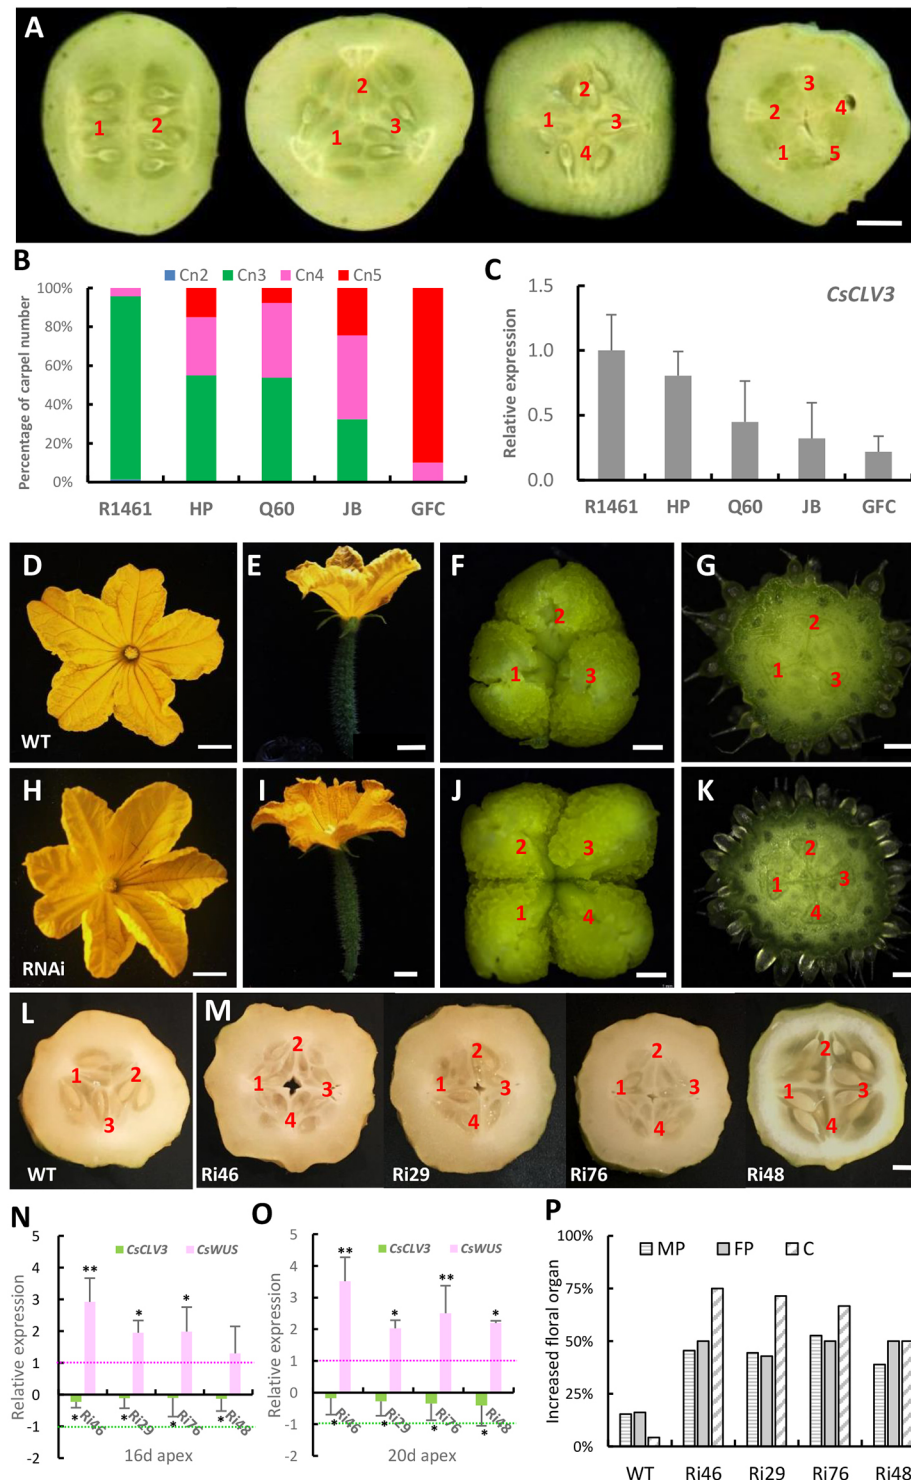 A
1 2
2
1 3
2
1 3
4
3
2 4
1 5
B
Cn2 Cn3 Cn4 Cn5
Percentage of carpel number
100%
80%
60%
40%
20%
0%
R1461 HP Q60 JB GFC
C
CsCLV3
Relative expression
1.5
1.0
0.5
0.0
R1461 HP Q60 JB GFC
D
WT
E
F
2
1 3
G
2
1 3
H
RNAi
I
J
2 3
1 4
K
2
1 3
4
L
1 2
3
WT
M
2
1 3
4
Ri46
2
1 3
4
Ri29
2
1 3
4
Ri76
2
1 3
4
Ri48
N
CsCLV3 CsWUS
Relative expression
5
4
3
2
1
0
-1
-2
** * *
* * * *
Ri46 Ri29 Ri76 Ri48
16d apex
O
CsCLV3 CsWUS
Relative expression
5
4
3
2
1
0
-1
-2
** * ** *
* * * *
Ri46 Ri29 Ri76 Ri48
20d apex
P
MP FP C
Increased floral organ
100%
75%
50%
25%
0%
WT Ri46 Ri29 Ri76 Ri48